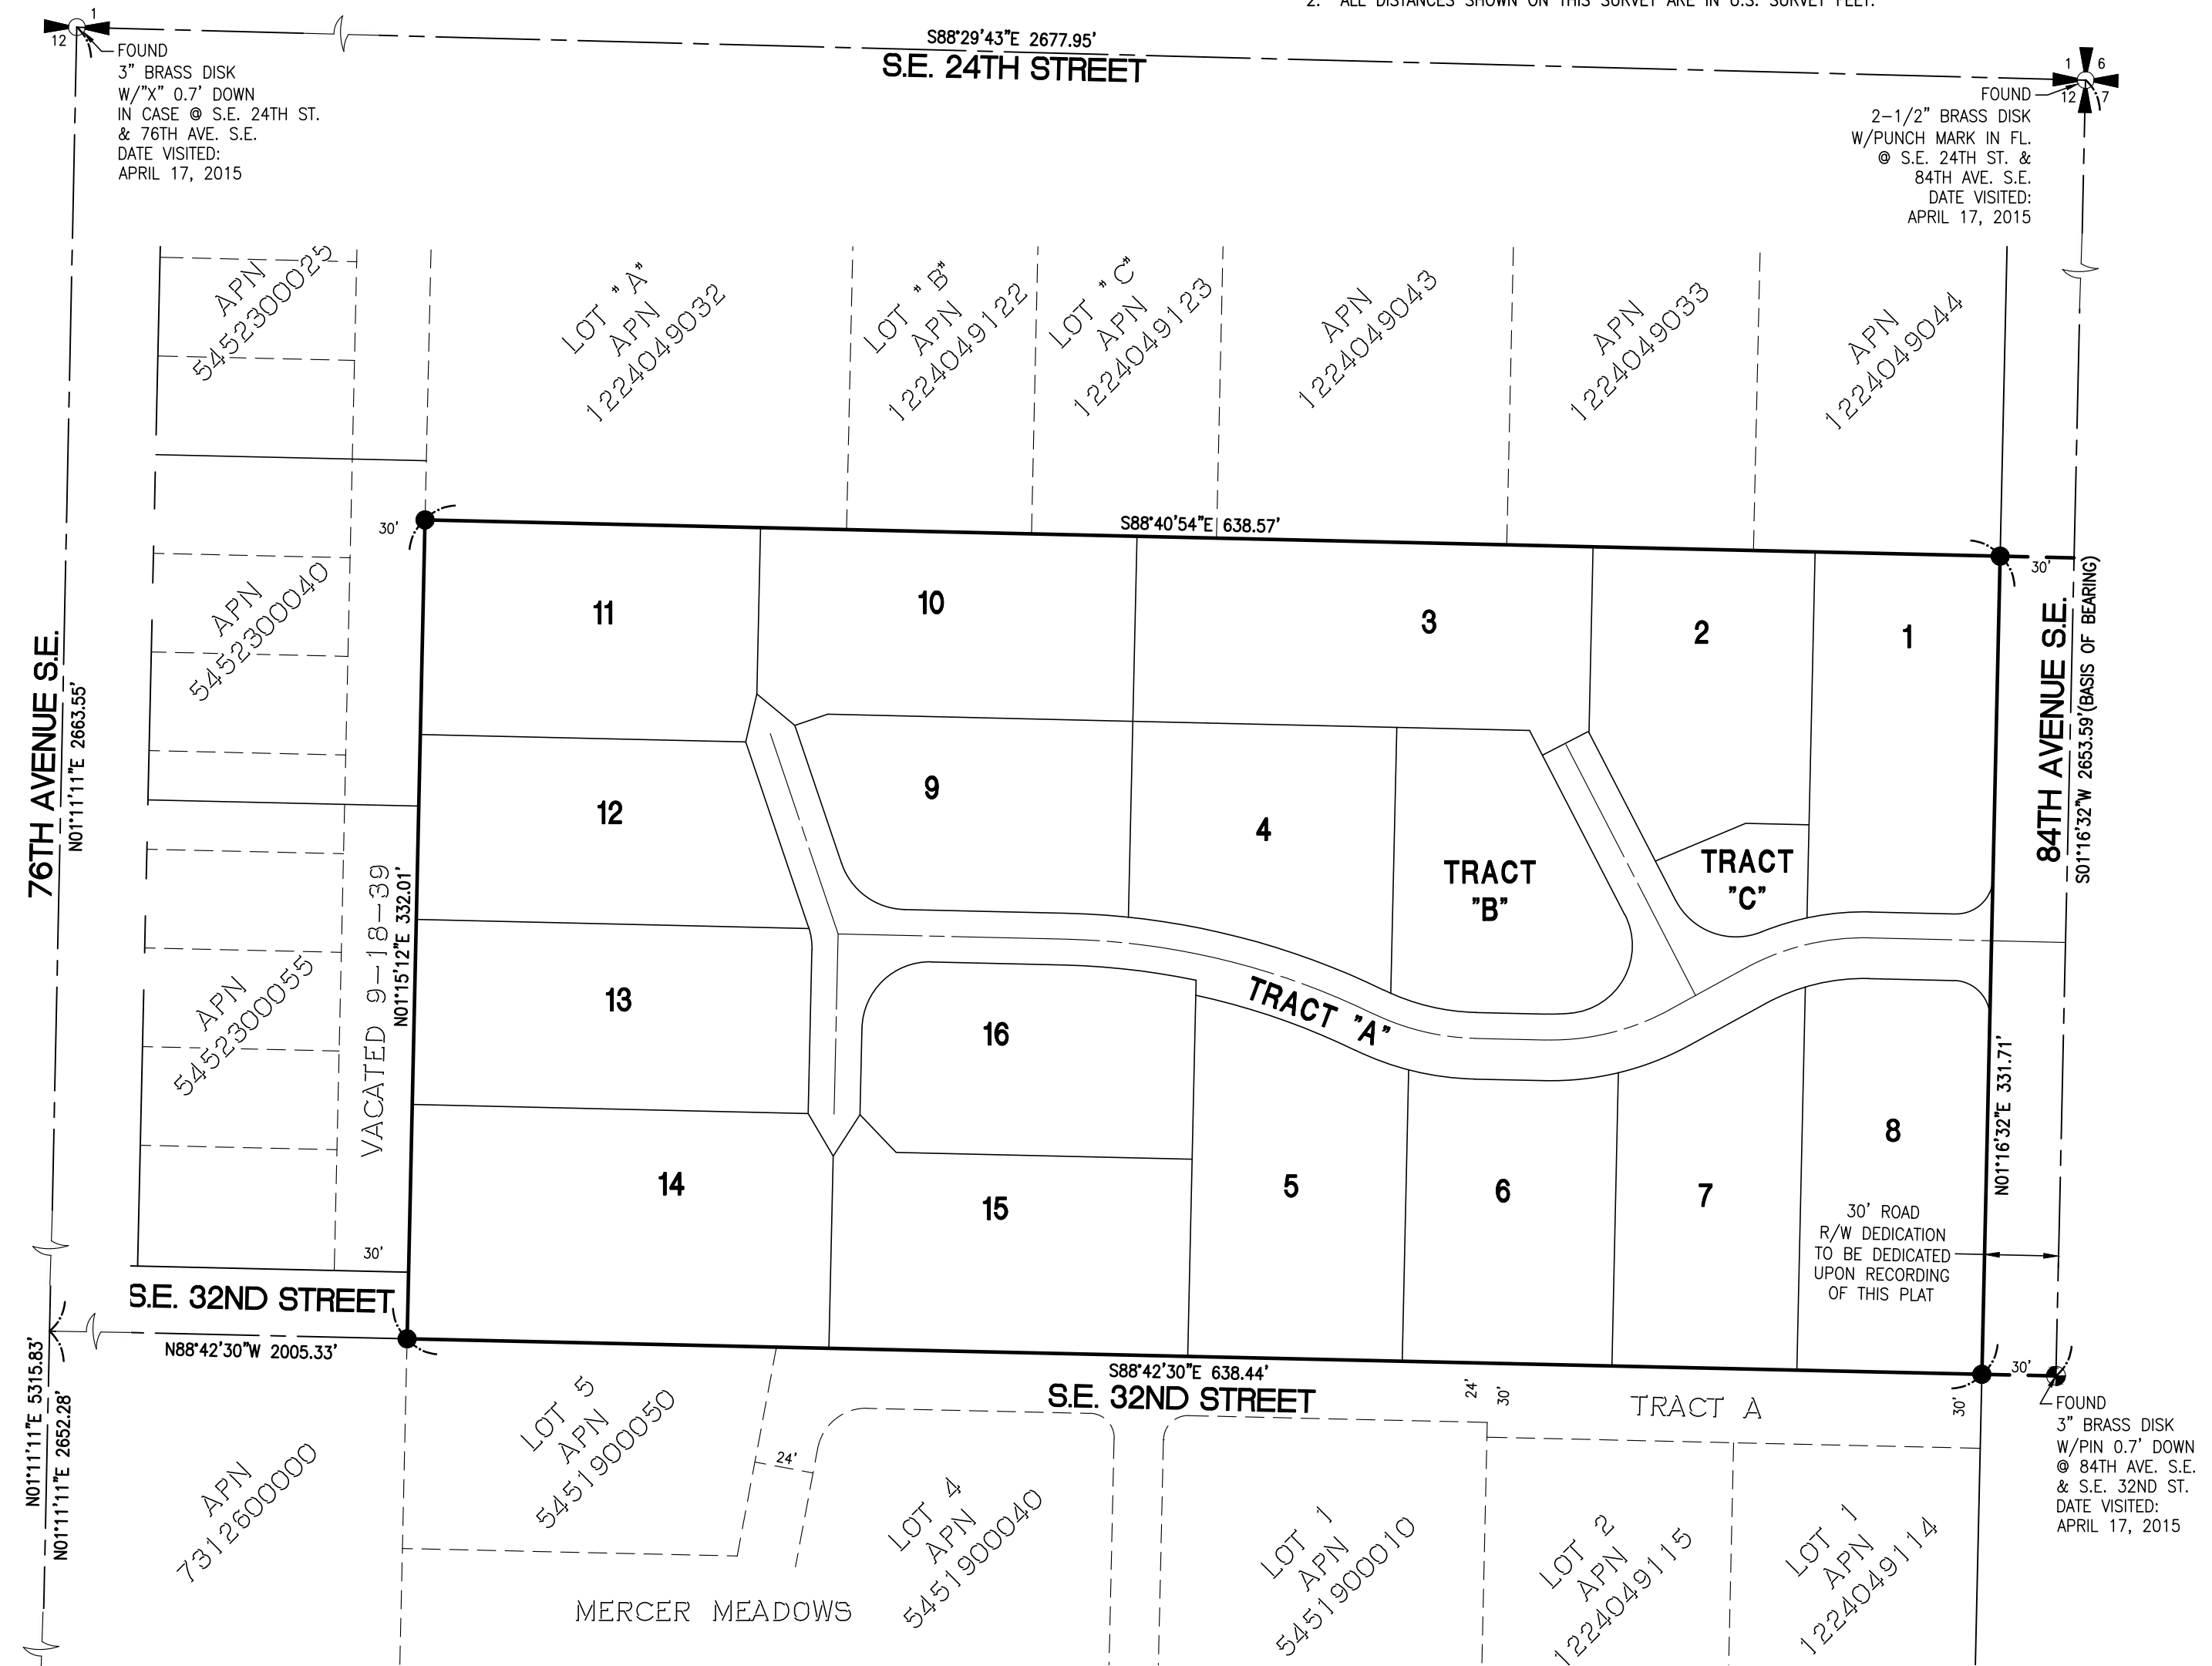 2. ALL DISTANCES SHOWN ON THIS SURVEY ARE IN U.S. SURVEY FEET.
1
12
FOUND
3" BRASS DISK
W/"X" 0.7' DOWN
IN CASE @ S.E. 24TH ST.
& 76TH AVE. S.E.
DATE VISITED:
APRIL 17, 2015
S88°29'43"E 2677.95'
S.E. 24TH STREET
1 6
12 7
FOUND
2-1/2" BRASS DISK
W/PUNCH MARK IN FL.
@ S.E. 24TH ST. &
84TH AVE. S.E.
DATE VISITED:
APRIL 17, 2015
APN
5452300025
LOT "A"
APN
1224049032
LOT "B"
APN
1224049122
LOT "C"
APN
1224049123
APN
1224049043
APN
1224049033
APN
1224049044
30'
S88°40'54"E 638.57'
30'
APN
5452300040
76TH AVENUE S.E.
N01°11'11"E 2663.55'
11
10
3
2
1
84TH AVENUE S.E.
S01°16'32"W 2653.59'(BASIS OF BEARING)
12
9
4
TRACT
"B"
TRACT
"C"
VACATED 9-18-39
N01°15'12"E 332.01'
APN
5452300055
13
16
TRACT "A"
N01°16'32"E 331.71'
14
15
5
6
7
8
30' ROAD
R/W DEDICATION
TO BE DEDICATED
UPON RECORDING
OF THIS PLAT
30'
S.E. 32ND STREET
N88°42'30"W 2005.33'
N01°11'11"E 5315.83'
N01°11'11"E 2652.28'
S88°42'30"E 638.44'
S.E. 32ND STREET
24'
30'
TRACT A
30'
30'
FOUND
3" BRASS DISK
W/PIN 0.7' DOWN
@ 84TH AVE. S.E.
& S.E. 32ND ST.
DATE VISITED:
APRIL 17, 2015
APN
7312600000
LOT 5
APN
5451900050
24'
LOT 4
APN
5451900040
LOT 1
APN
5451900010
LOT 2
APN
1224049115
LOT 1
APN
1224049114
MERCER MEADOWS